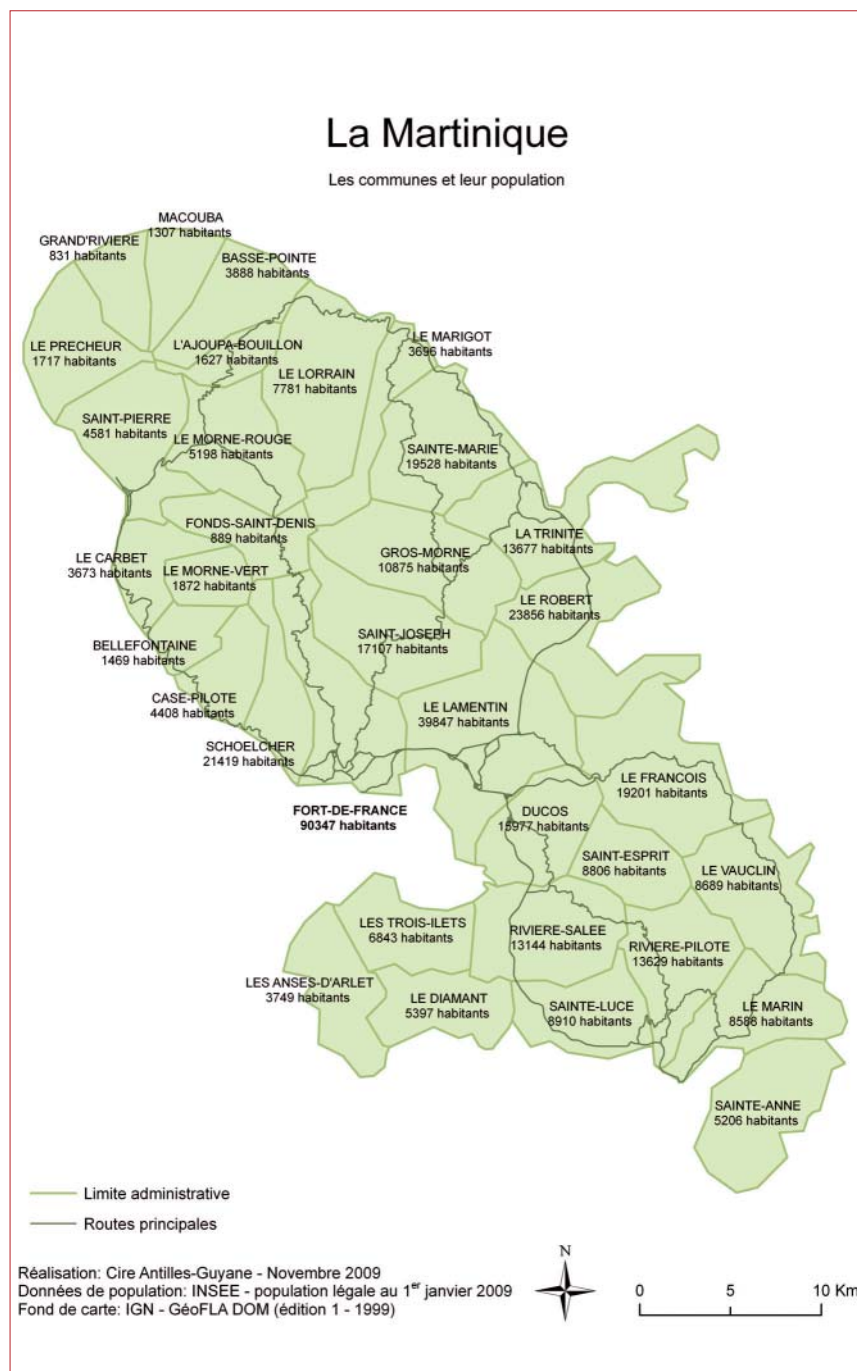 La Martinique
Les communes et leur population
MACOUBA
1307 habitants
GRAND'RIVIERE
831 habitants
BASSE-POINTE
3888 habitants
LE PRECHEUR
1717 habitants
L'AJOUPA-BOUILLON
1627 habitants
LE MARIGOT
3696 habitants
LE LORRAIN
7781 habitants
SAINT-PIERRE
4581 habitants
LE MORNE-ROUGE
5198 habitants
SAINTE-MARIE
19528 habitants
FONDS-SAINT-DENIS
889 habitants
LA TRINITE
13677 habitants
LE CARBET
3673 habitants
LE MORNE-VERT
1872 habitants
GROS-MORNE
10875 habitants
LE ROBERT
23856 habitants
BELLEFONTAINE
1469 habitants
SAINT-JOSEPH
17107 habitants
CASE-PILOTE
4408 habitants
LE LAMENTIN
39847 habitants
SCHOELCHER
21419 habitants
FORT-DE-FRANCE
90347 habitants
LE FRANCOIS
19201 habitants
DUCOS
15977 habitants
SAINT-ESPRIT
8806 habitants
LE VAUCLIN
8689 habitants
LES TROIS-ILETS
6843 habitants
RIVIERE-SALEE
13144 habitants
RIVIERE-PILOTE
13629 habitants
LES ANSES-D'ARLET
3749 habitants
LE DIAMANT
5397 habitants
SAINTE-LUCE
8910 habitants
LE MARIN
8588 habitants
SAINTE-ANNE
5206 habitants
Limite administrative
Routes principales
Réalisation: Cire Antilles-Guyane - Novembre 2009
Données de population: INSEE - population légale au 1er janvier 2009
Fond de carte: IGN - GéoFLA DOM (édition 1 - 1999)
N
0 5 10 Km